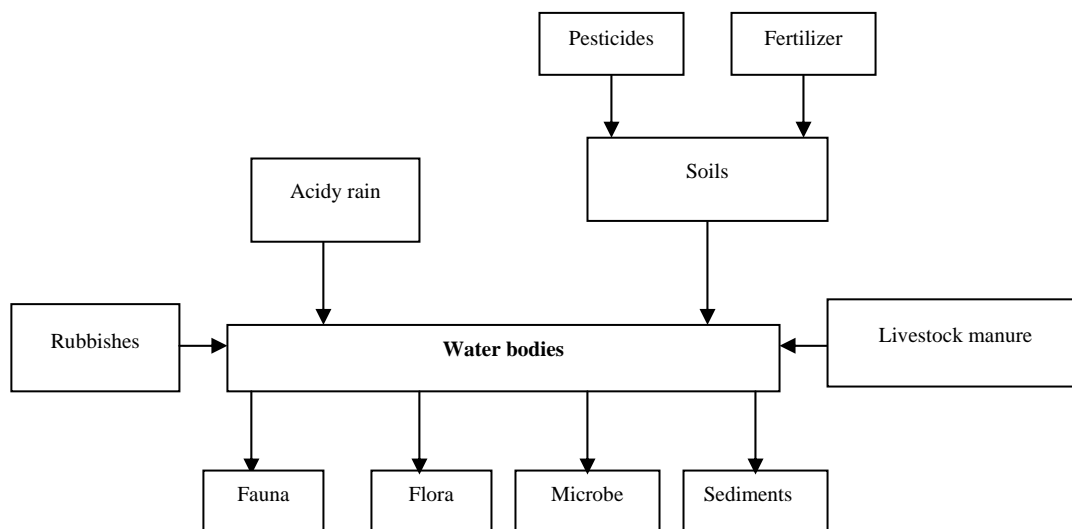 Pesticides
Fertilizer
Soils
Acidy rain
Rubbishes
Water bodies
Livestock manure
Fauna
Flora
Microbe
Sediments